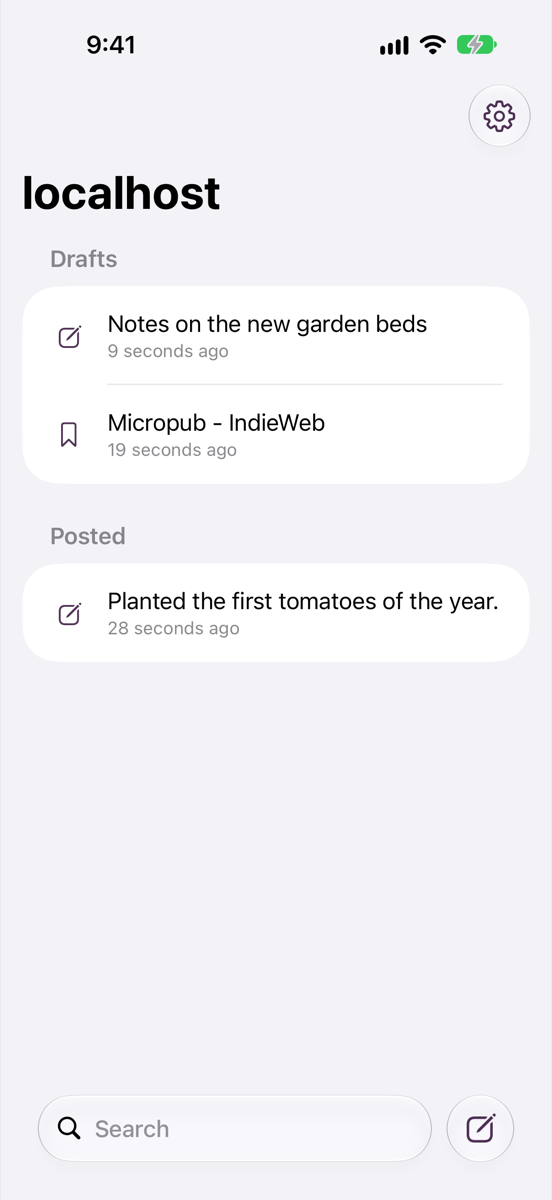 9:41
localhost
Drafts
Notes on the new garden beds
9 seconds ago
Micropub - IndieWeb
19 seconds ago
Posted
Planted the first tomatoes of the year.
28 seconds ago
Search